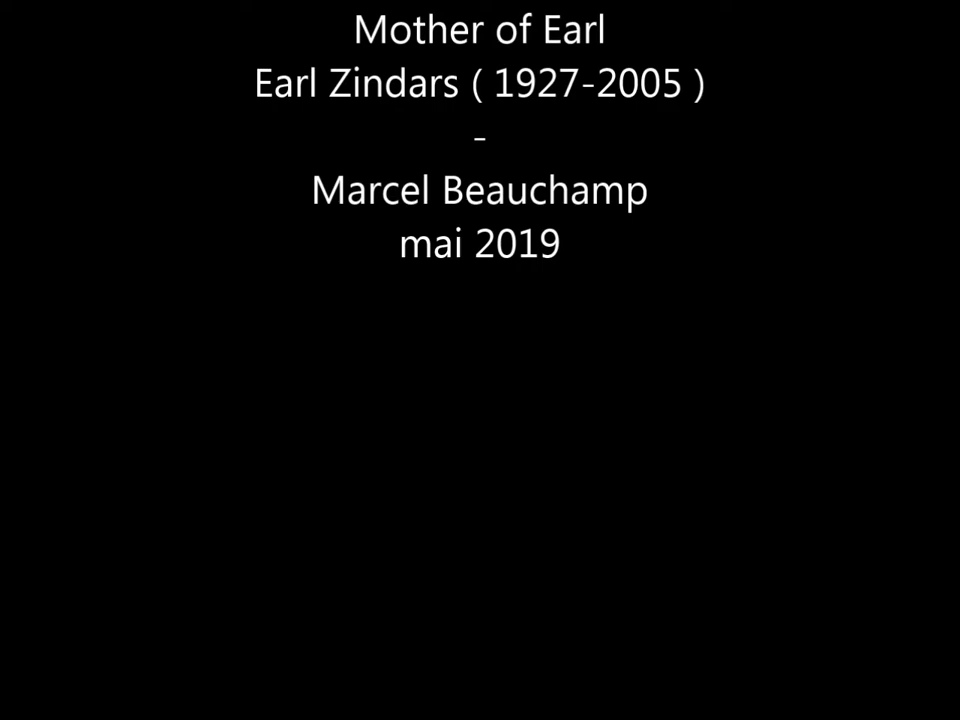 Mother of Earl
Earl Zindars ( 1927-2005 )
-
Marcel Beauchamp
mai 2019